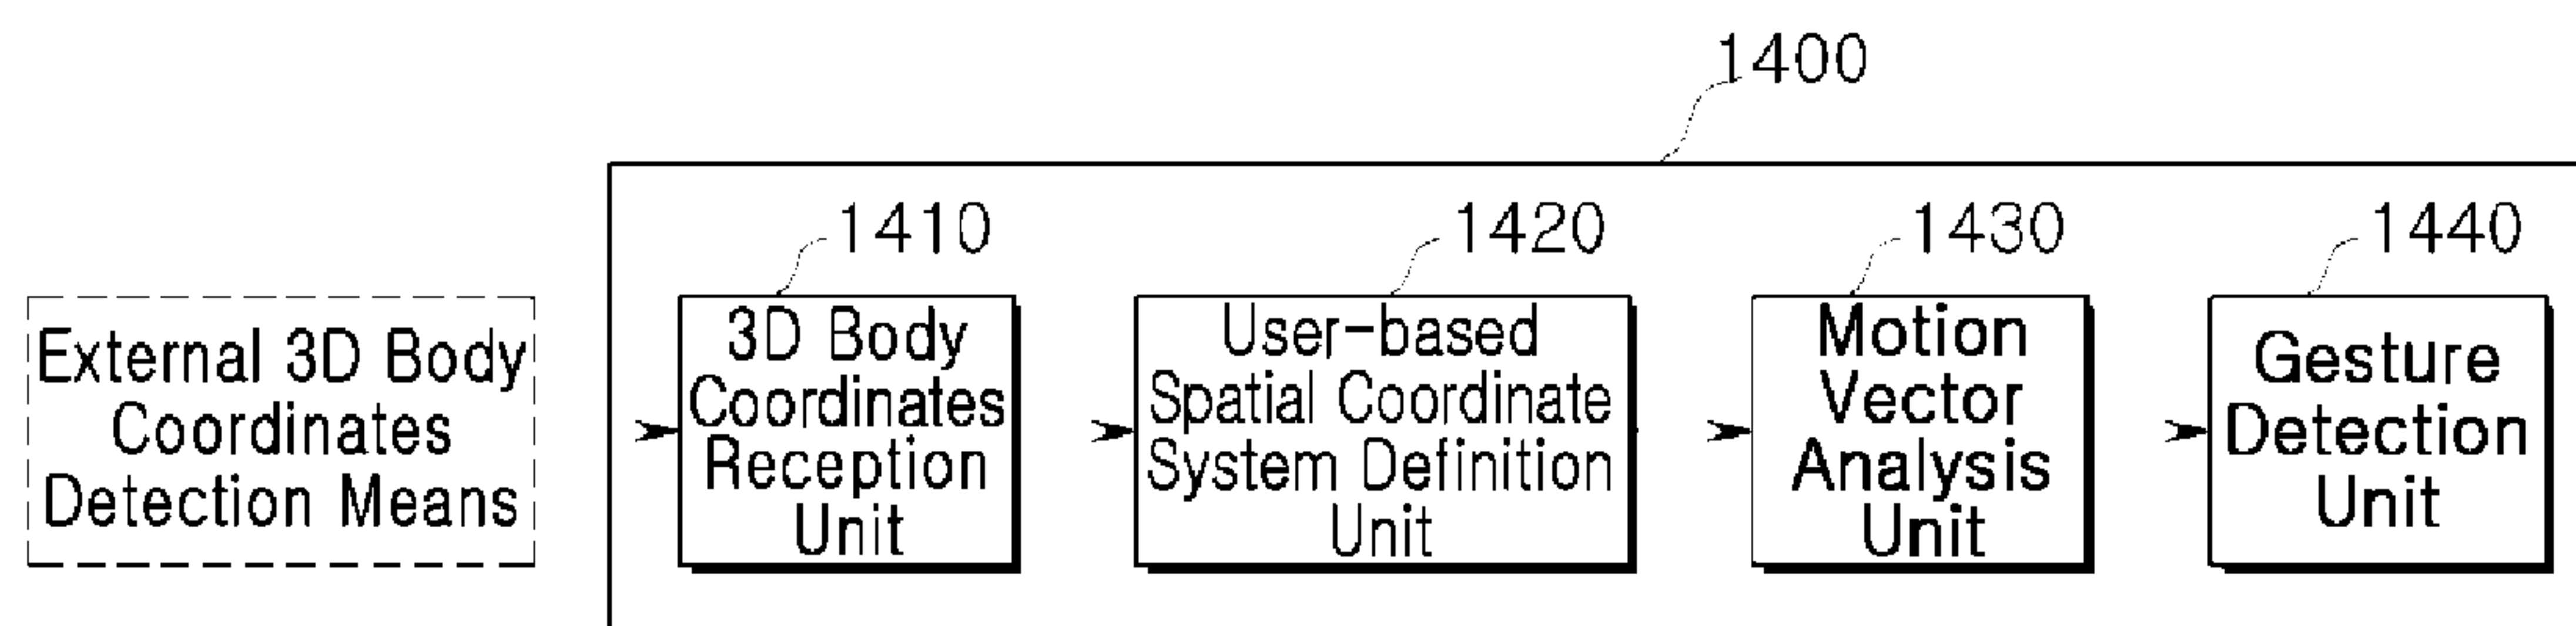 1400
1410
1420
1430
1440
External 3D Body
Coordinates
Detection Means
3D Body
Coordinates
Reception
Unit
User-based
Spatial Coordinate
System Definition
Unit
Motion
Vector
Analysis
Unit
Gesture
Detection
Unit